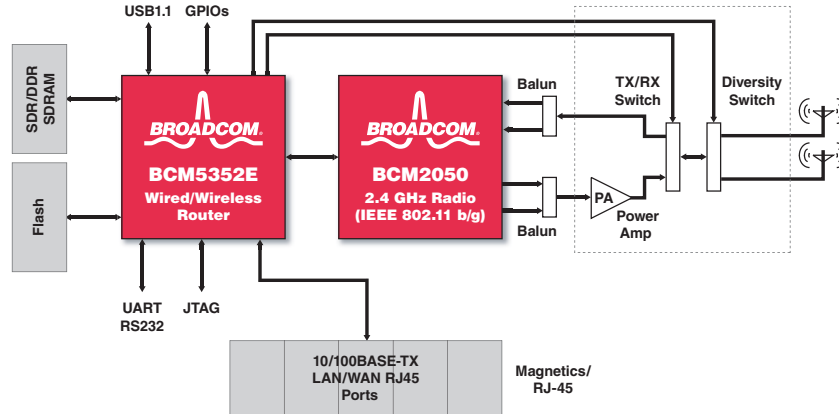 USB1.1 GPIOs
SDR/DDR
SDRAM
Flash
BROADCOM®
BCM5352E
Wired/Wireless
Router
UART
RS232
JTAG
BROADCOM®
BCM2050
2.4 GHz Radio
(IEEE 802.11 b/g)
Balun
Balun
PA
Power
Amp
TX/RX
Switch
Diversity
Switch
10/100BASE-TX
LAN/WAN RJ45
Ports
Magnetics/
RJ-45